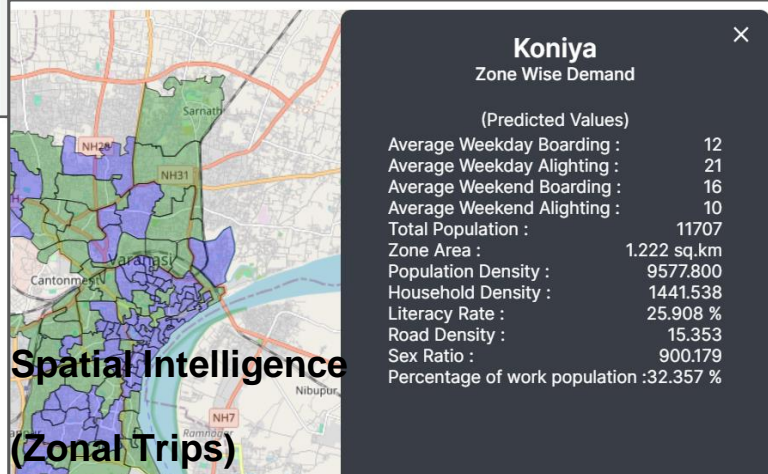 Sarnath
NH28
NH31
Varanasi
Cantonment
Spatial Intelligence
Nibupur
NH7
Ramnagar
(Zonal Trips)
Koniya
Zone Wise Demand
(Predicted Values)
Average Weekday Boarding : 12
Average Weekday Alighting : 21
Average Weekend Boarding : 16
Average Weekend Alighting : 10
Total Population : 11707
Zone Area : 1.222 sq.km
Population Density : 9577.800
Household Density : 1441.538
Literacy Rate : 25.908 %
Road Density : 15.353
Sex Ratio : 900.179
Percentage of work population :32.357 %